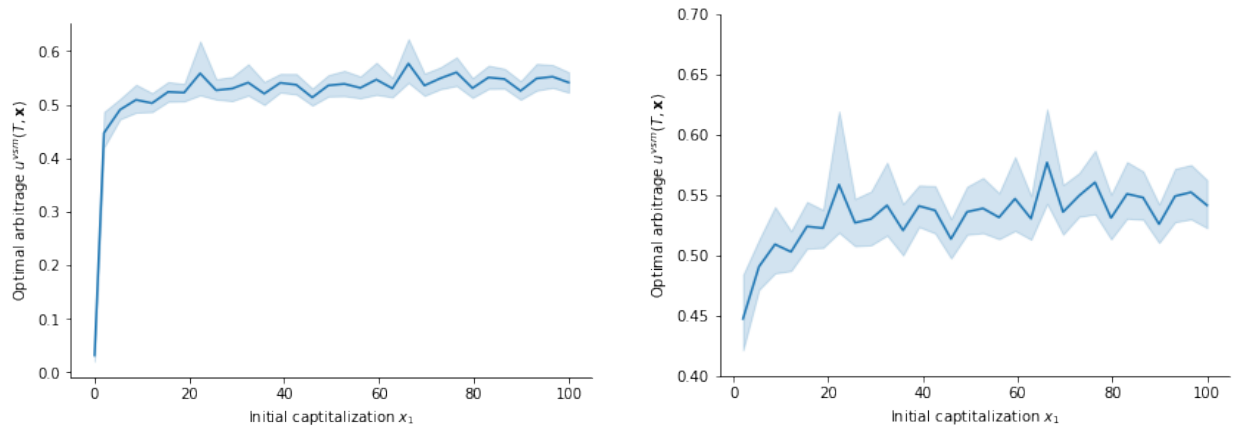 0.6
0.5
0.4
0.3
0.2
0.1
0.0
Optimal arbitrage u^{vsm}(T, x)
0 20 40 60 80 100
Initial captitalization x₁
0.70
0.65
0.60
0.55
0.50
0.45
0.40
Optimal arbitrage u^{vsm}(T, x)
0 20 40 60 80 100
Initial captitalization x₁